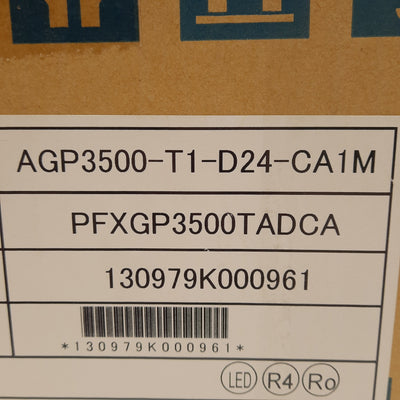 AGP3500-T1-D24-CA1M
PFXGP3500TADCA
130979K000961
*130979K000961*
LED R4 Ro